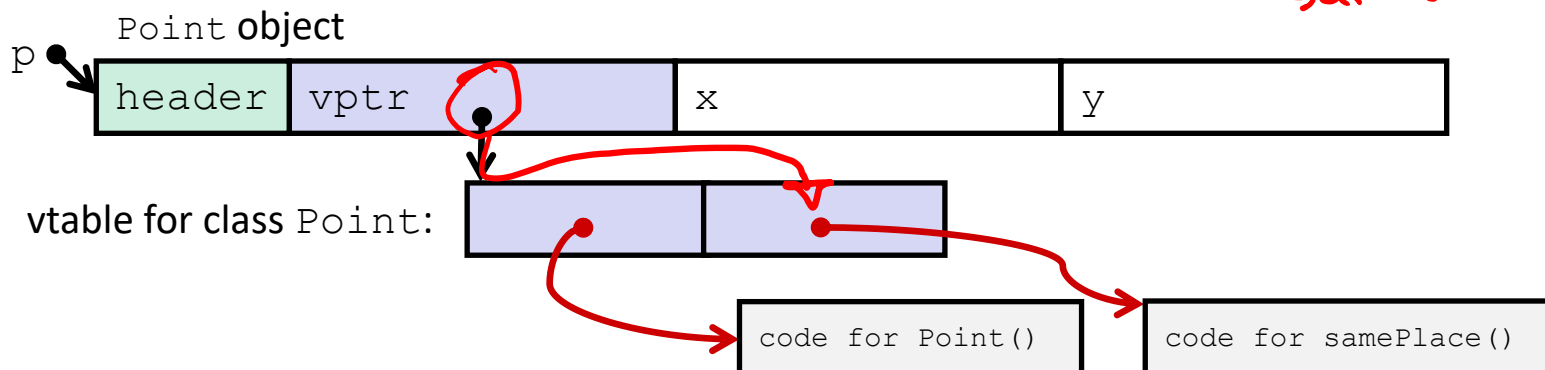 Point object
p
header vptr x y
vtable for class Point:
code for Point() code for samePlace()